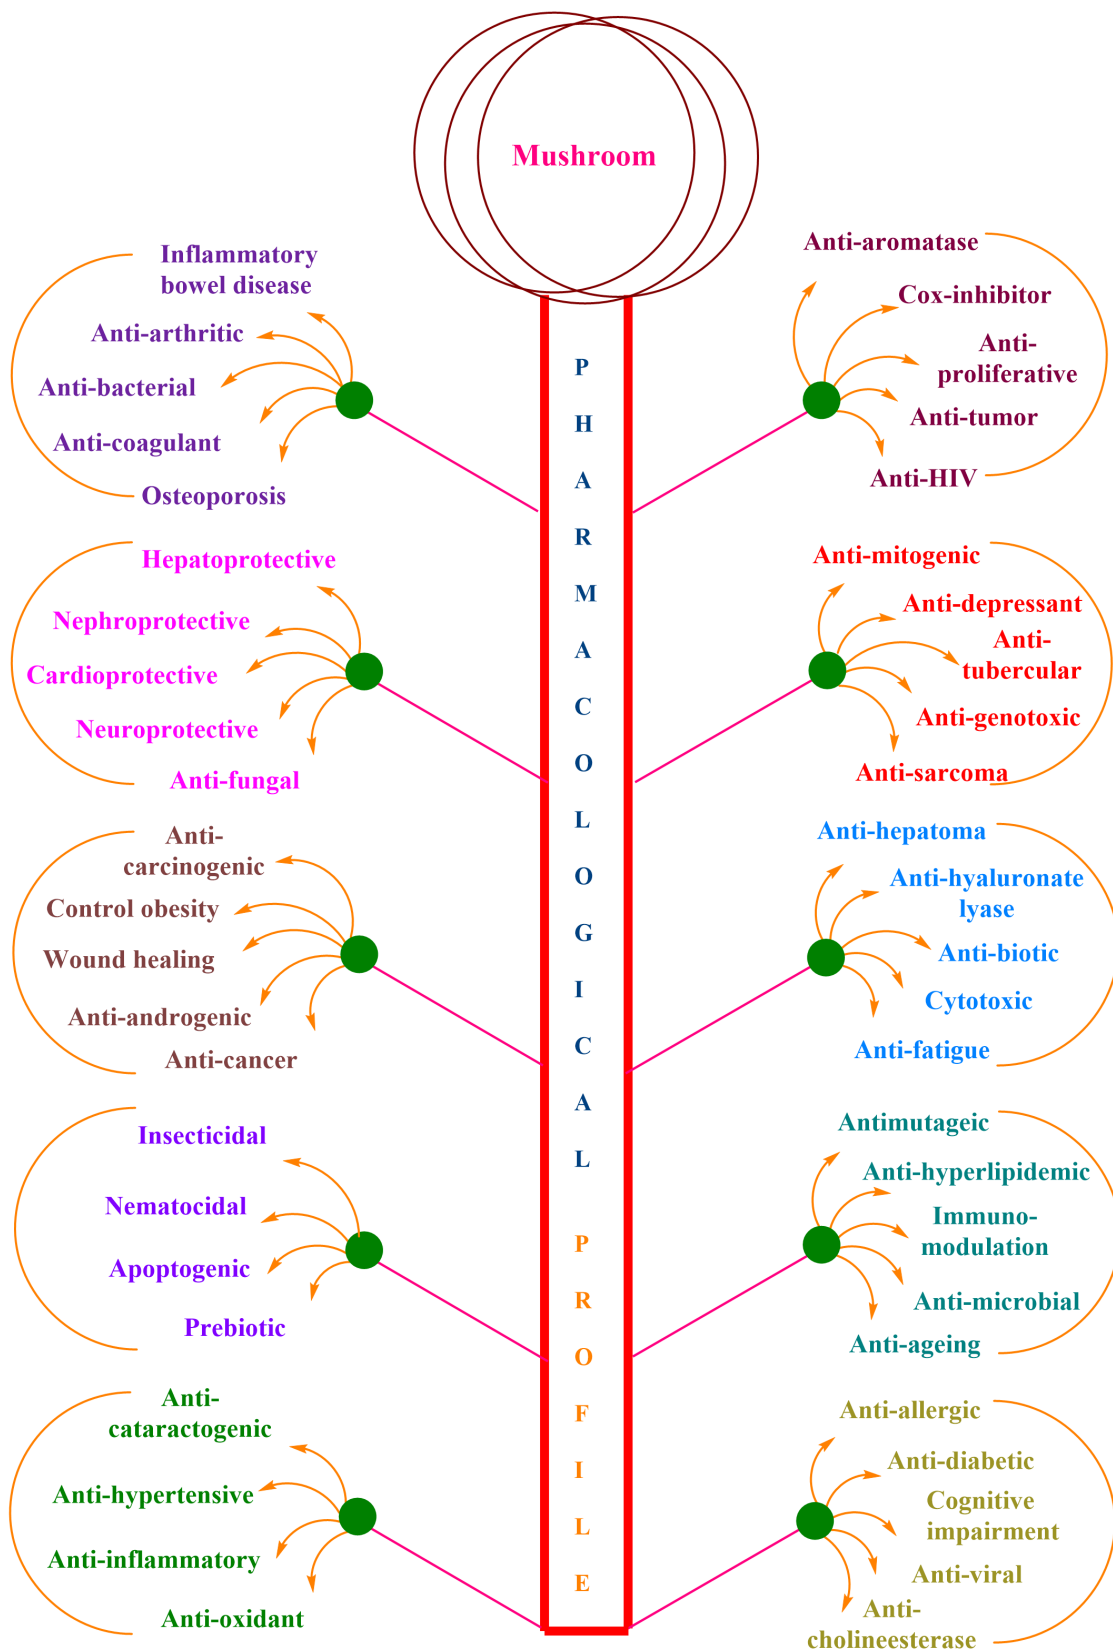 Mushroom
Inflammatory
bowel disease
Anti-arthritic
Anti-bacterial
Anti-coagulant
Osteoporosis
Hepatoprotective
Nephroprotective
Cardioprotective
Neuroprotective
Anti-fungal
Anti-
carcinogenic
Control obesity
Wound healing
Anti-androgenic
Anti-cancer
Insecticidal
Nematocidal
Apoptogenic
Prebiotic
Anti-
cataractogenic
Anti-hypertensive
Anti-inflammatory
Anti-oxidant
PHARMACOLOGICAL PROFILE
Anti-aromatase
Cox-inhibitor
Anti-
proliferative
Anti-tumor
Anti-HIV
Anti-mitogenic
Anti-depressant
Anti-
tubercular
Anti-genotoxic
Anti-sarcoma
Anti-hepatoma
Anti-hyaluronate
lyase
Anti-biotic
Cytotoxic
Anti-fatigue
Antimutageic
Anti-hyperlipidemic
Immuno-
modulation
Anti-microbial
Anti-ageing
Anti-allergic
Anti-diabetic
Cognitive
impairment
Anti-viral
Anti-
cholineesterase